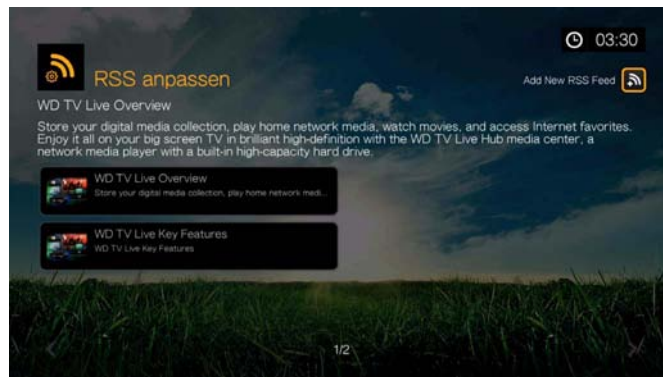 03:30
RSS anpassen
Add New RSS Feed
WD TV Live Overview
Store your digital media collection, play home network media, watch movies, and access Internet favorites.
Enjoy it all on your big screen TV in brilliant high-definition with the WD TV Live Hub media center, a
network media player with a built-in high-capacity hard drive.
WD TV Live Overview
Store your digital media collection, play home network medi...
WD TV Live Key Features
WD TV Live Key Features
1/2